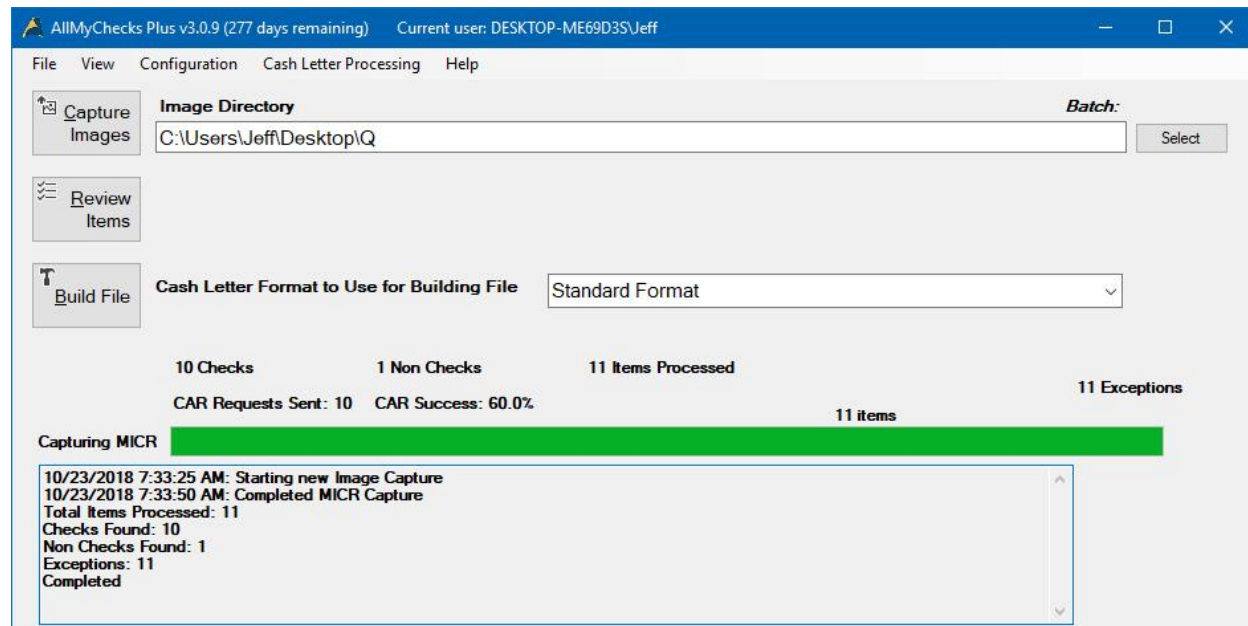 AllMyChecks Plus v3.0.9 (277 days remaining) Current user: DESKTOP-ME69D3S\Jeff
File View Configuration Cash Letter Processing Help
Capture Images
Image Directory
Batch:
C:\Users\Jeff\Desktop\Q
Select
Review Items
Build File
Cash Letter Format to Use for Building File
Standard Format
10 Checks 1 Non Checks 11 Items Processed
11 Exceptions
CAR Requests Sent: 10 CAR Success: 60.0%
11 items
Capturing MICR
10/23/2018 7:33:25 AM: Starting new Image Capture
10/23/2018 7:33:50 AM: Completed MICR Capture
Total Items Processed: 11
Checks Found: 10
Non Checks Found: 1
Exceptions: 11
Completed